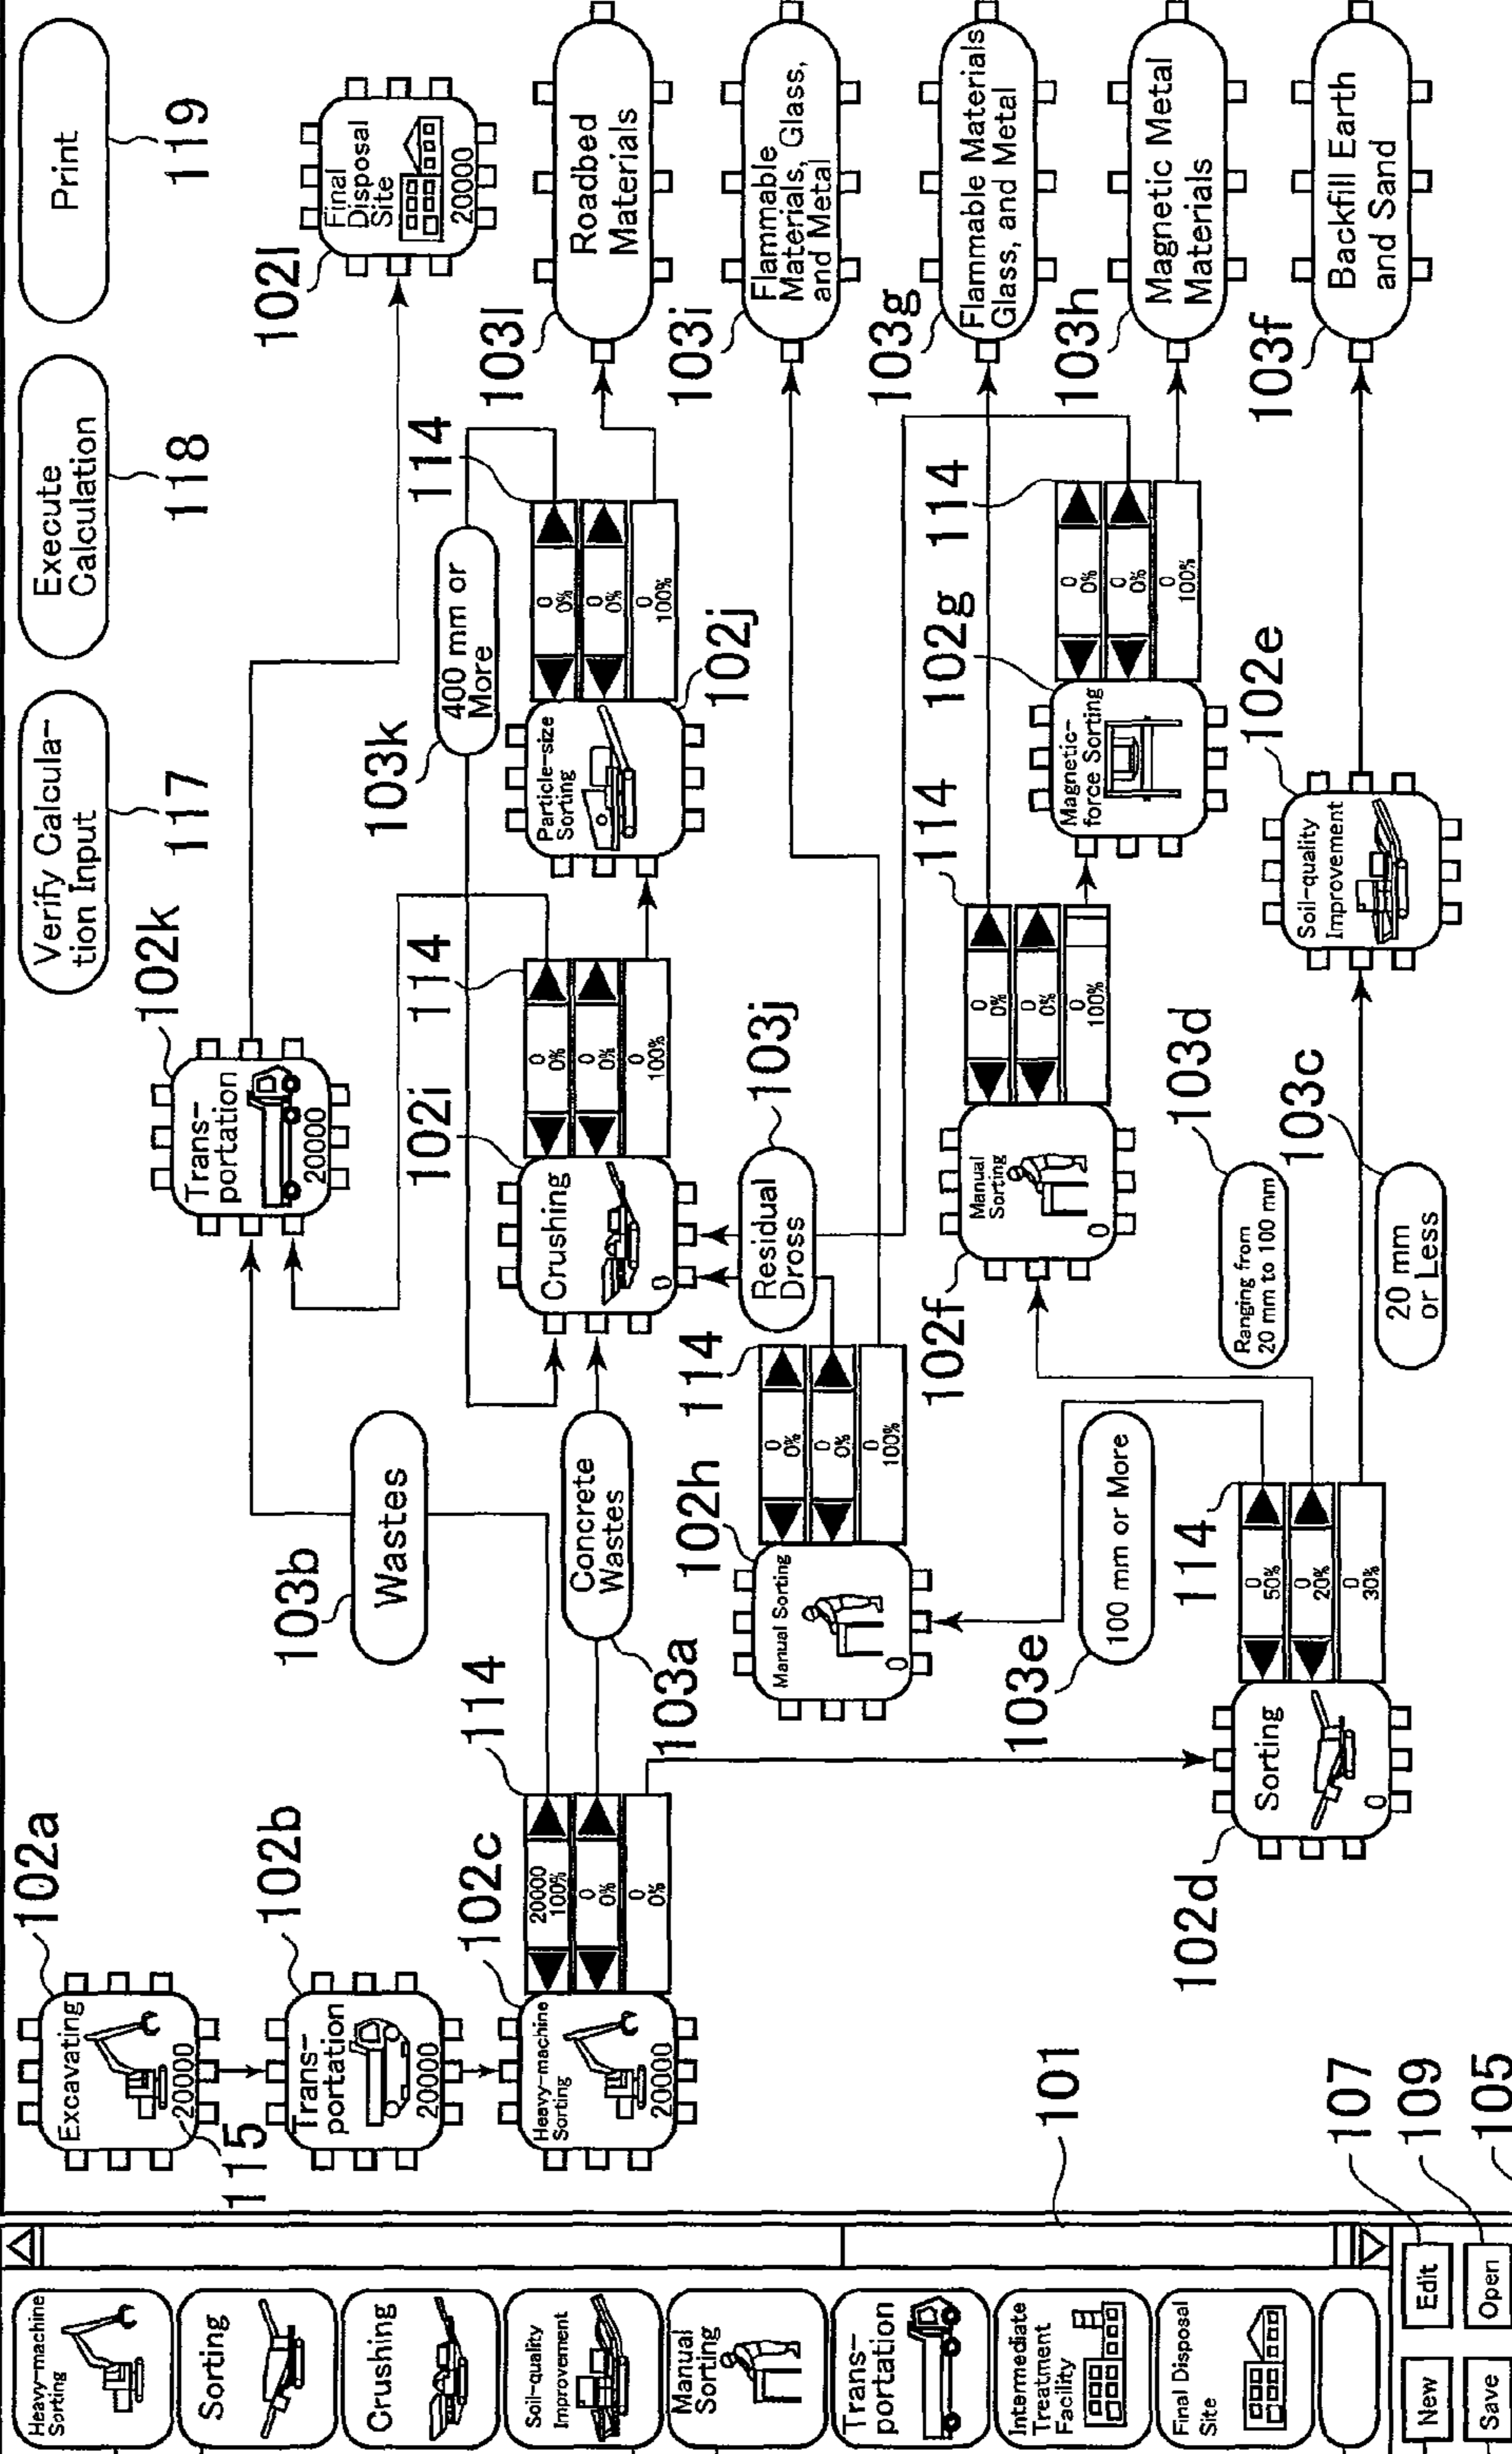 Heavy-machine
Sorting
Sorting
Crushing
Soil-quality
Improvement
Manual
Sorting
Trans-
portation
Intermediate
Treatment
Facility
Final Disposal
Site
New
Edit
Save
Open
101
107
109
105
Verify Calcula-
tion Input
117
Execute
Calculation
118
Print
119
102a
Excavating
20000
115
102b
Trans-
portation
20000
102c
Heavy-machine
Sorting
20000
114
20000
100%
0
0%
0
0%
103b
Wastes
103a
Concrete
Wastes
102k
Trans-
portation
20000
102l
Final
Disposal
Site
20000
102i
Crushing
0
114
0
0%
0
0%
0
100%
103k
400 mm or
More
102j
Particle-size
Sorting
114
0
0%
0
0%
0
100%
103l
Roadbed
Materials
102h
Manual Sorting
0
114
0
0%
0
0%
0
100%
103j
Residual
Dross
103i
Flammable
Materials, Glass,
and Metal
102f
Manual
Sorting
0
114
0
0%
0
0%
0
100%
102g
Magnetic-
force Sorting
114
0
0%
0
0%
0
100%
103g
Flammable Materials
Glass, and Metal
103h
Magnetic Metal
Materials
102d
Sorting
0
114
0
50%
0
20%
0
30%
103e
100 mm or More
103d
Ranging from
20 mm to 100 mm
103c
20 mm
or Less
102e
Soil-quality
Improvement
103f
Backfill Earth
and Sand